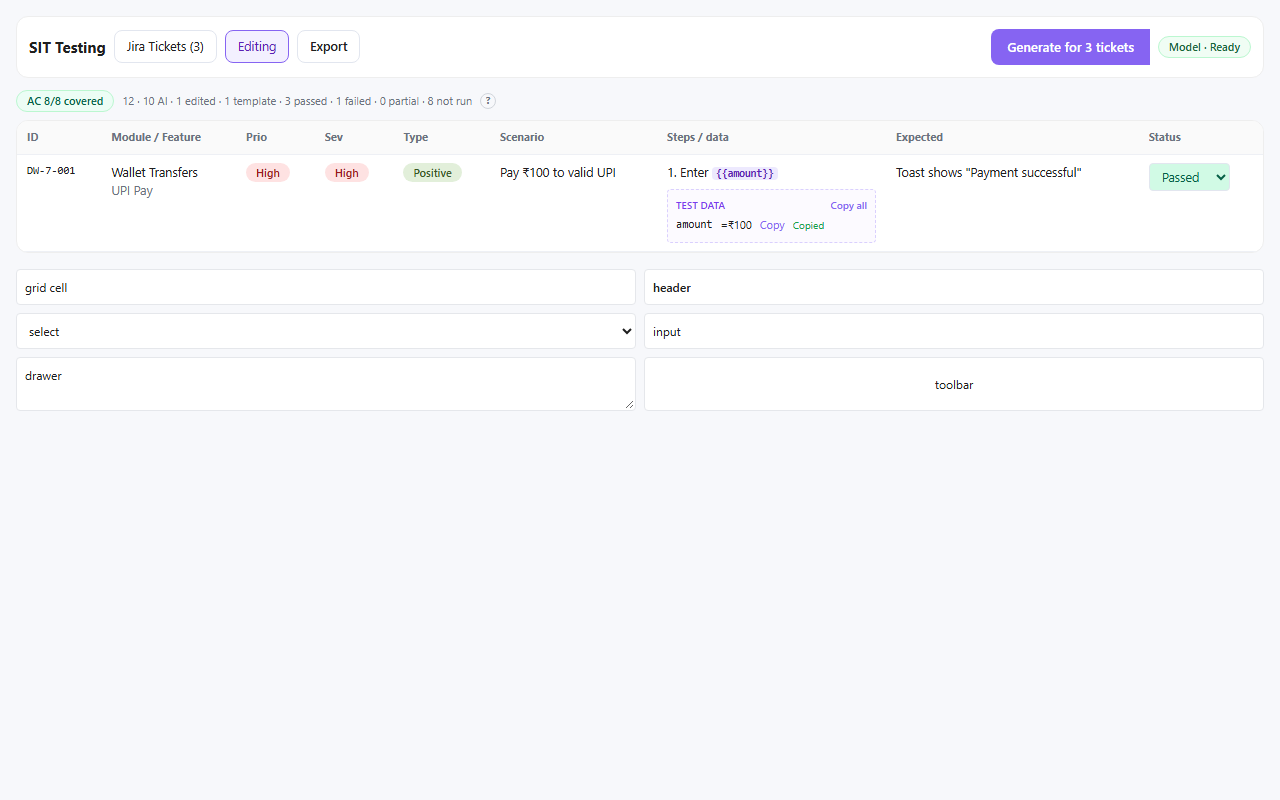 SIT Testing Jira Tickets (3) Editing Export Generate for 3 tickets Model · Ready
AC 8/8 covered 12 · 10 AI · 1 edited · 1 template · 3 passed · 1 failed · 0 partial · 8 not run ?
ID Module / Feature Prio Sev Type Scenario Steps / data Expected Status
DW-7-001 Wallet Transfers High High Positive Pay ₹100 to valid UPI 1. Enter {{amount}} Toast shows "Payment successful" Passed
UPI Pay
TEST DATA Copy all
amount =₹100 Copy Copied
grid cell header
select input
drawer toolbar